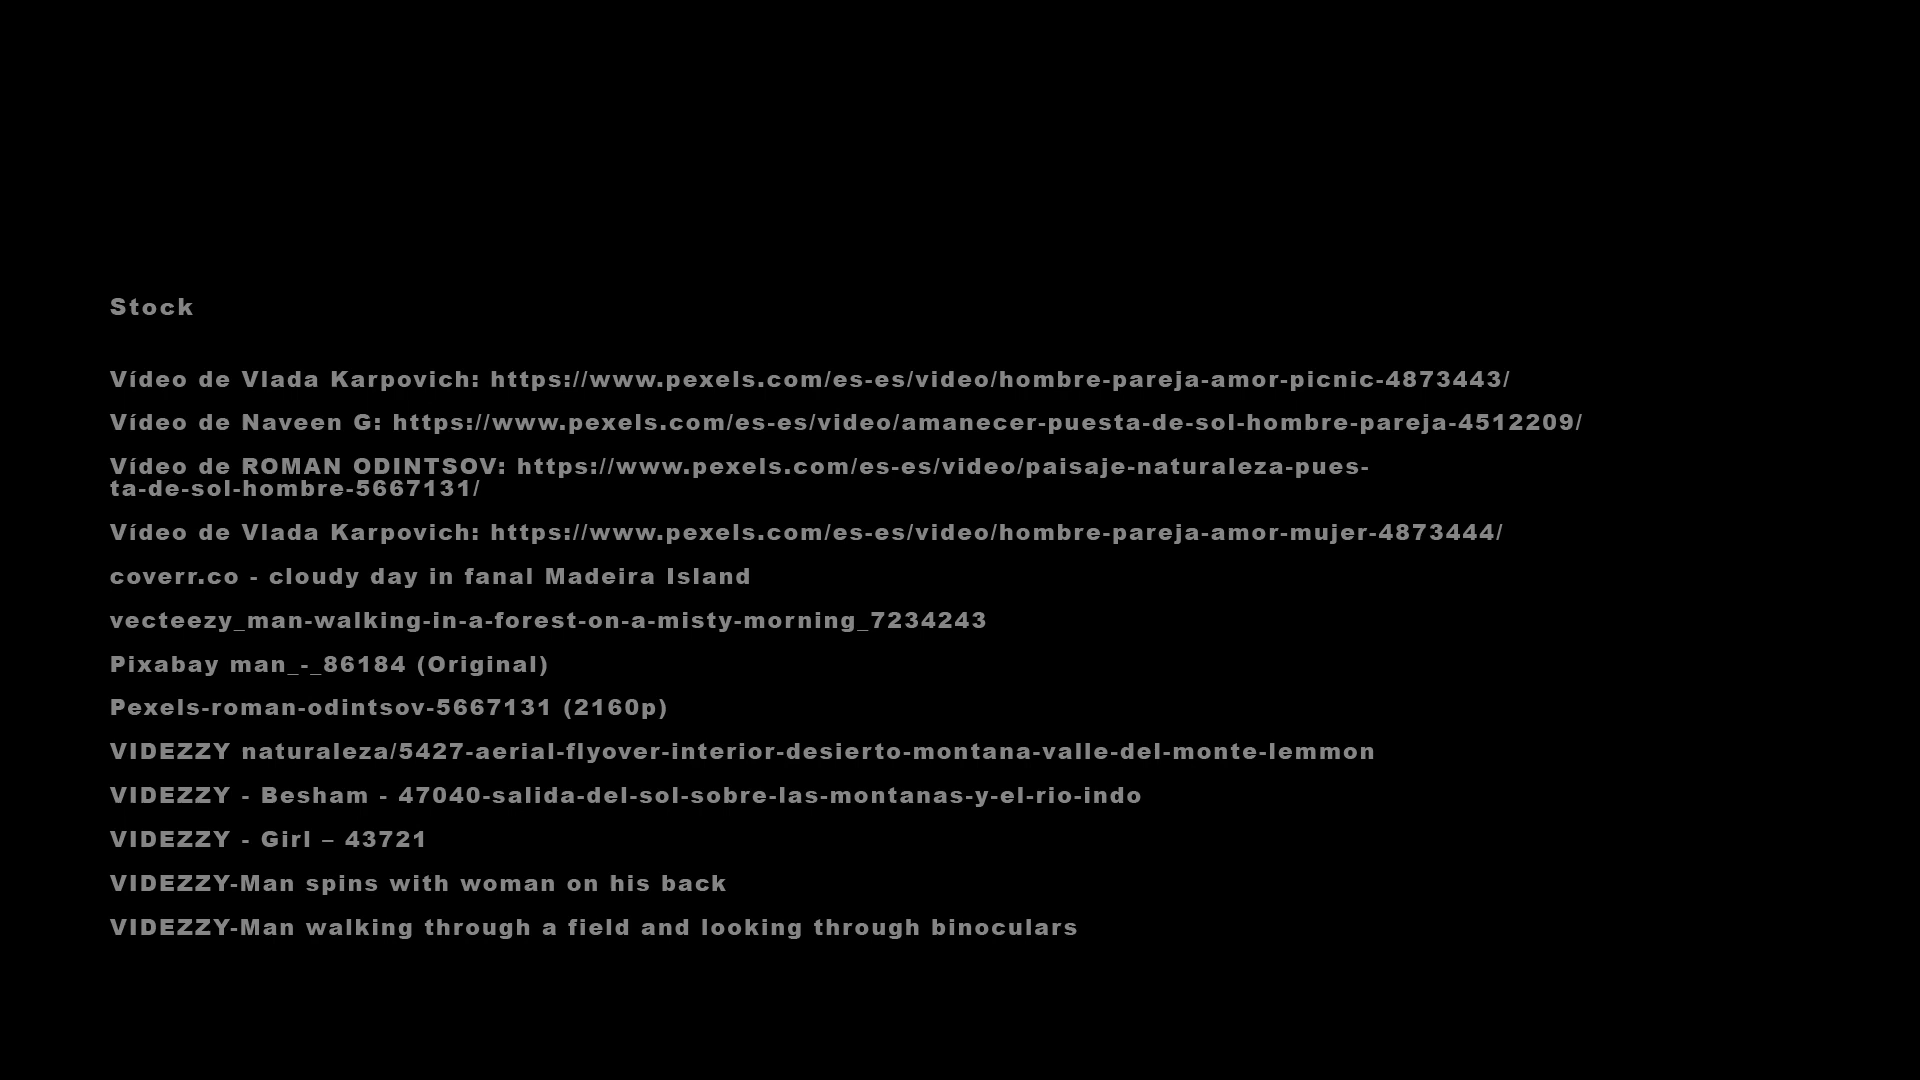 Stock
Vídeo de Vlada Karpovich: https://www.pexels.com/es-es/video/hombre-pareja-amor-picnic-4873443/
Vídeo de Naveen G: https://www.pexels.com/es-es/video/amanecer-puesta-de-sol-hombre-pareja-4512209/
Vídeo de ROMAN ODINTSOV: https://www.pexels.com/es-es/video/paisaje-naturaleza-pues-
ta-de-sol-hombre-5667131/
Vídeo de Vlada Karpovich: https://www.pexels.com/es-es/video/hombre-pareja-amor-mujer-4873444/
coverr.co - cloudy day in fanal Madeira Island
vecteezy_man-walking-in-a-forest-on-a-misty-morning_7234243
Pixabay man_-_86184 (Original)
Pexels-roman-odintsov-5667131 (2160p)
VIDEZZY naturaleza/5427-aerial-flyover-interior-desierto-montana-valle-del-monte-lemmon
VIDEZZY - Besham - 47040-salida-del-sol-sobre-las-montanas-y-el-rio-indo
VIDEZZY - Girl – 43721
VIDEZZY-Man spins with woman on his back
VIDEZZY-Man walking through a field and looking through binoculars